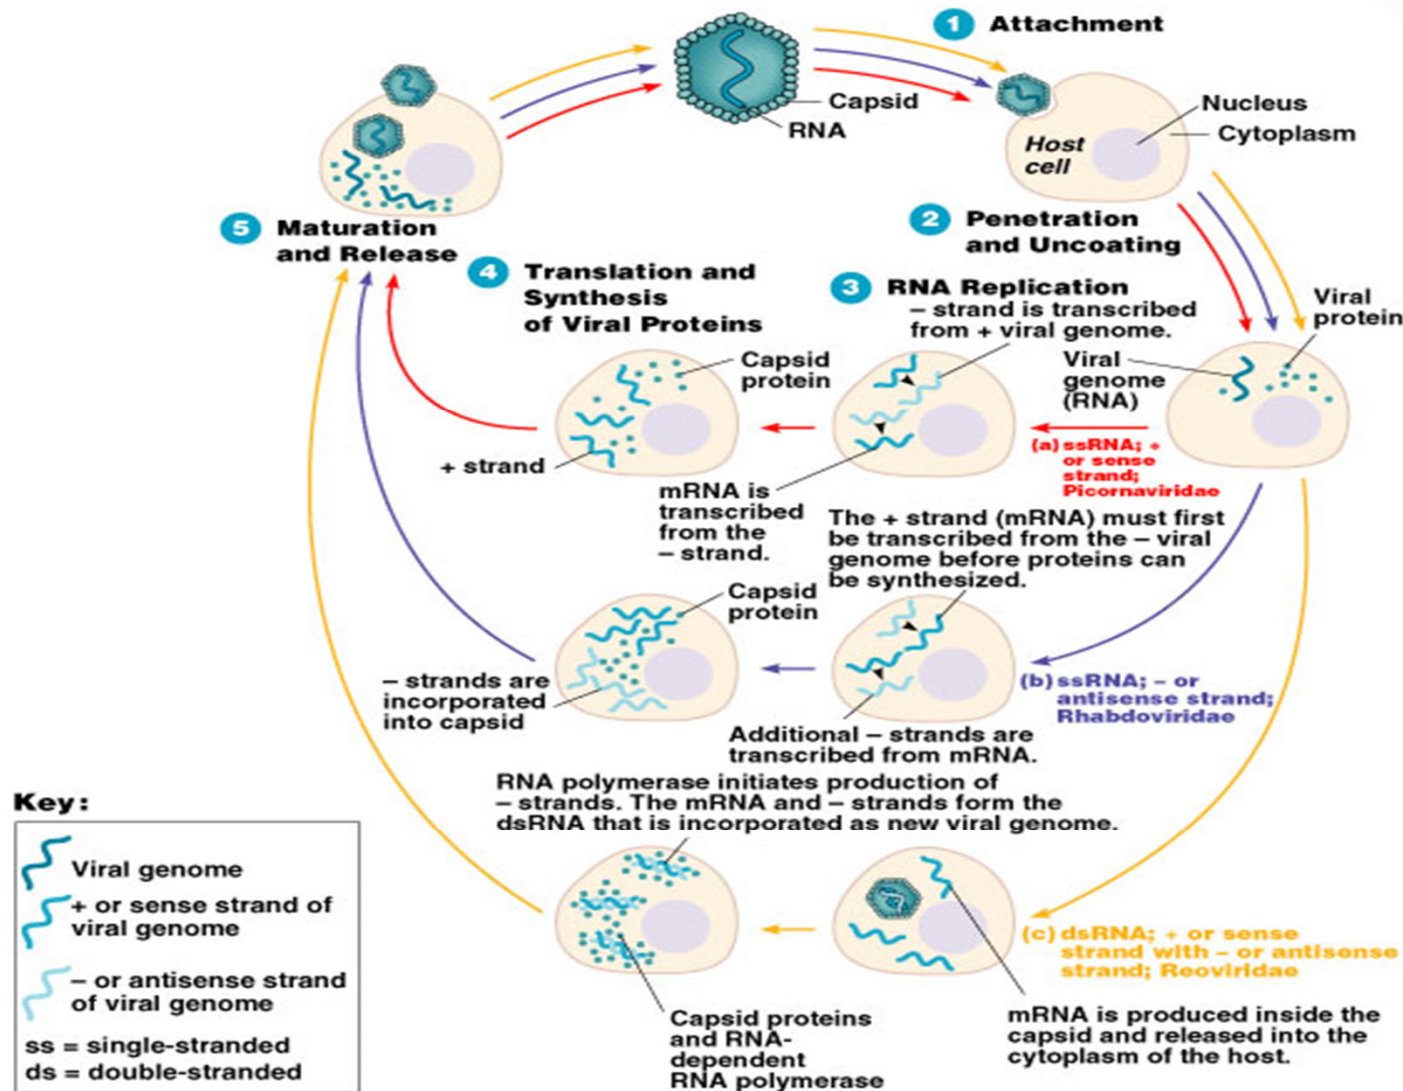 1 Attachment
Capsid
RNA
Nucleus
Cytoplasm
Host
cell
2 Penetration
and Uncoating
5 Maturation
and Release
4 Translation and
Synthesis
of Viral Proteins
3 RNA Replication
– strand is transcribed
from + viral genome.
Viral
protein
Viral
genome
(RNA)
Capsid
protein
+ strand
(a) ssRNA; +
or sense
strand;
Picornaviridae
mRNA is
transcribed
from the
– strand.
The + strand (mRNA) must first
be transcribed from the – viral
genome before proteins can
be synthesized.
Capsid
protein
– strands are
incorporated
into capsid
(b) ssRNA; – or
antisense strand;
Rhabdoviridae
Additional – strands are
transcribed from mRNA.
RNA polymerase initiates production of
– strands. The mRNA and – strands form the
dsRNA that is incorporated as new viral genome.
(c) dsRNA; + or sense
strand with – or antisense
strand; Reoviridae
Capsid proteins
and RNA-
dependent
RNA polymerase
mRNA is produced inside the
capsid and released into the
cytoplasm of the host.
Key:
Viral genome
+ or sense strand of
viral genome
– or antisense strand
of viral genome
ss = single-stranded
ds = double-stranded